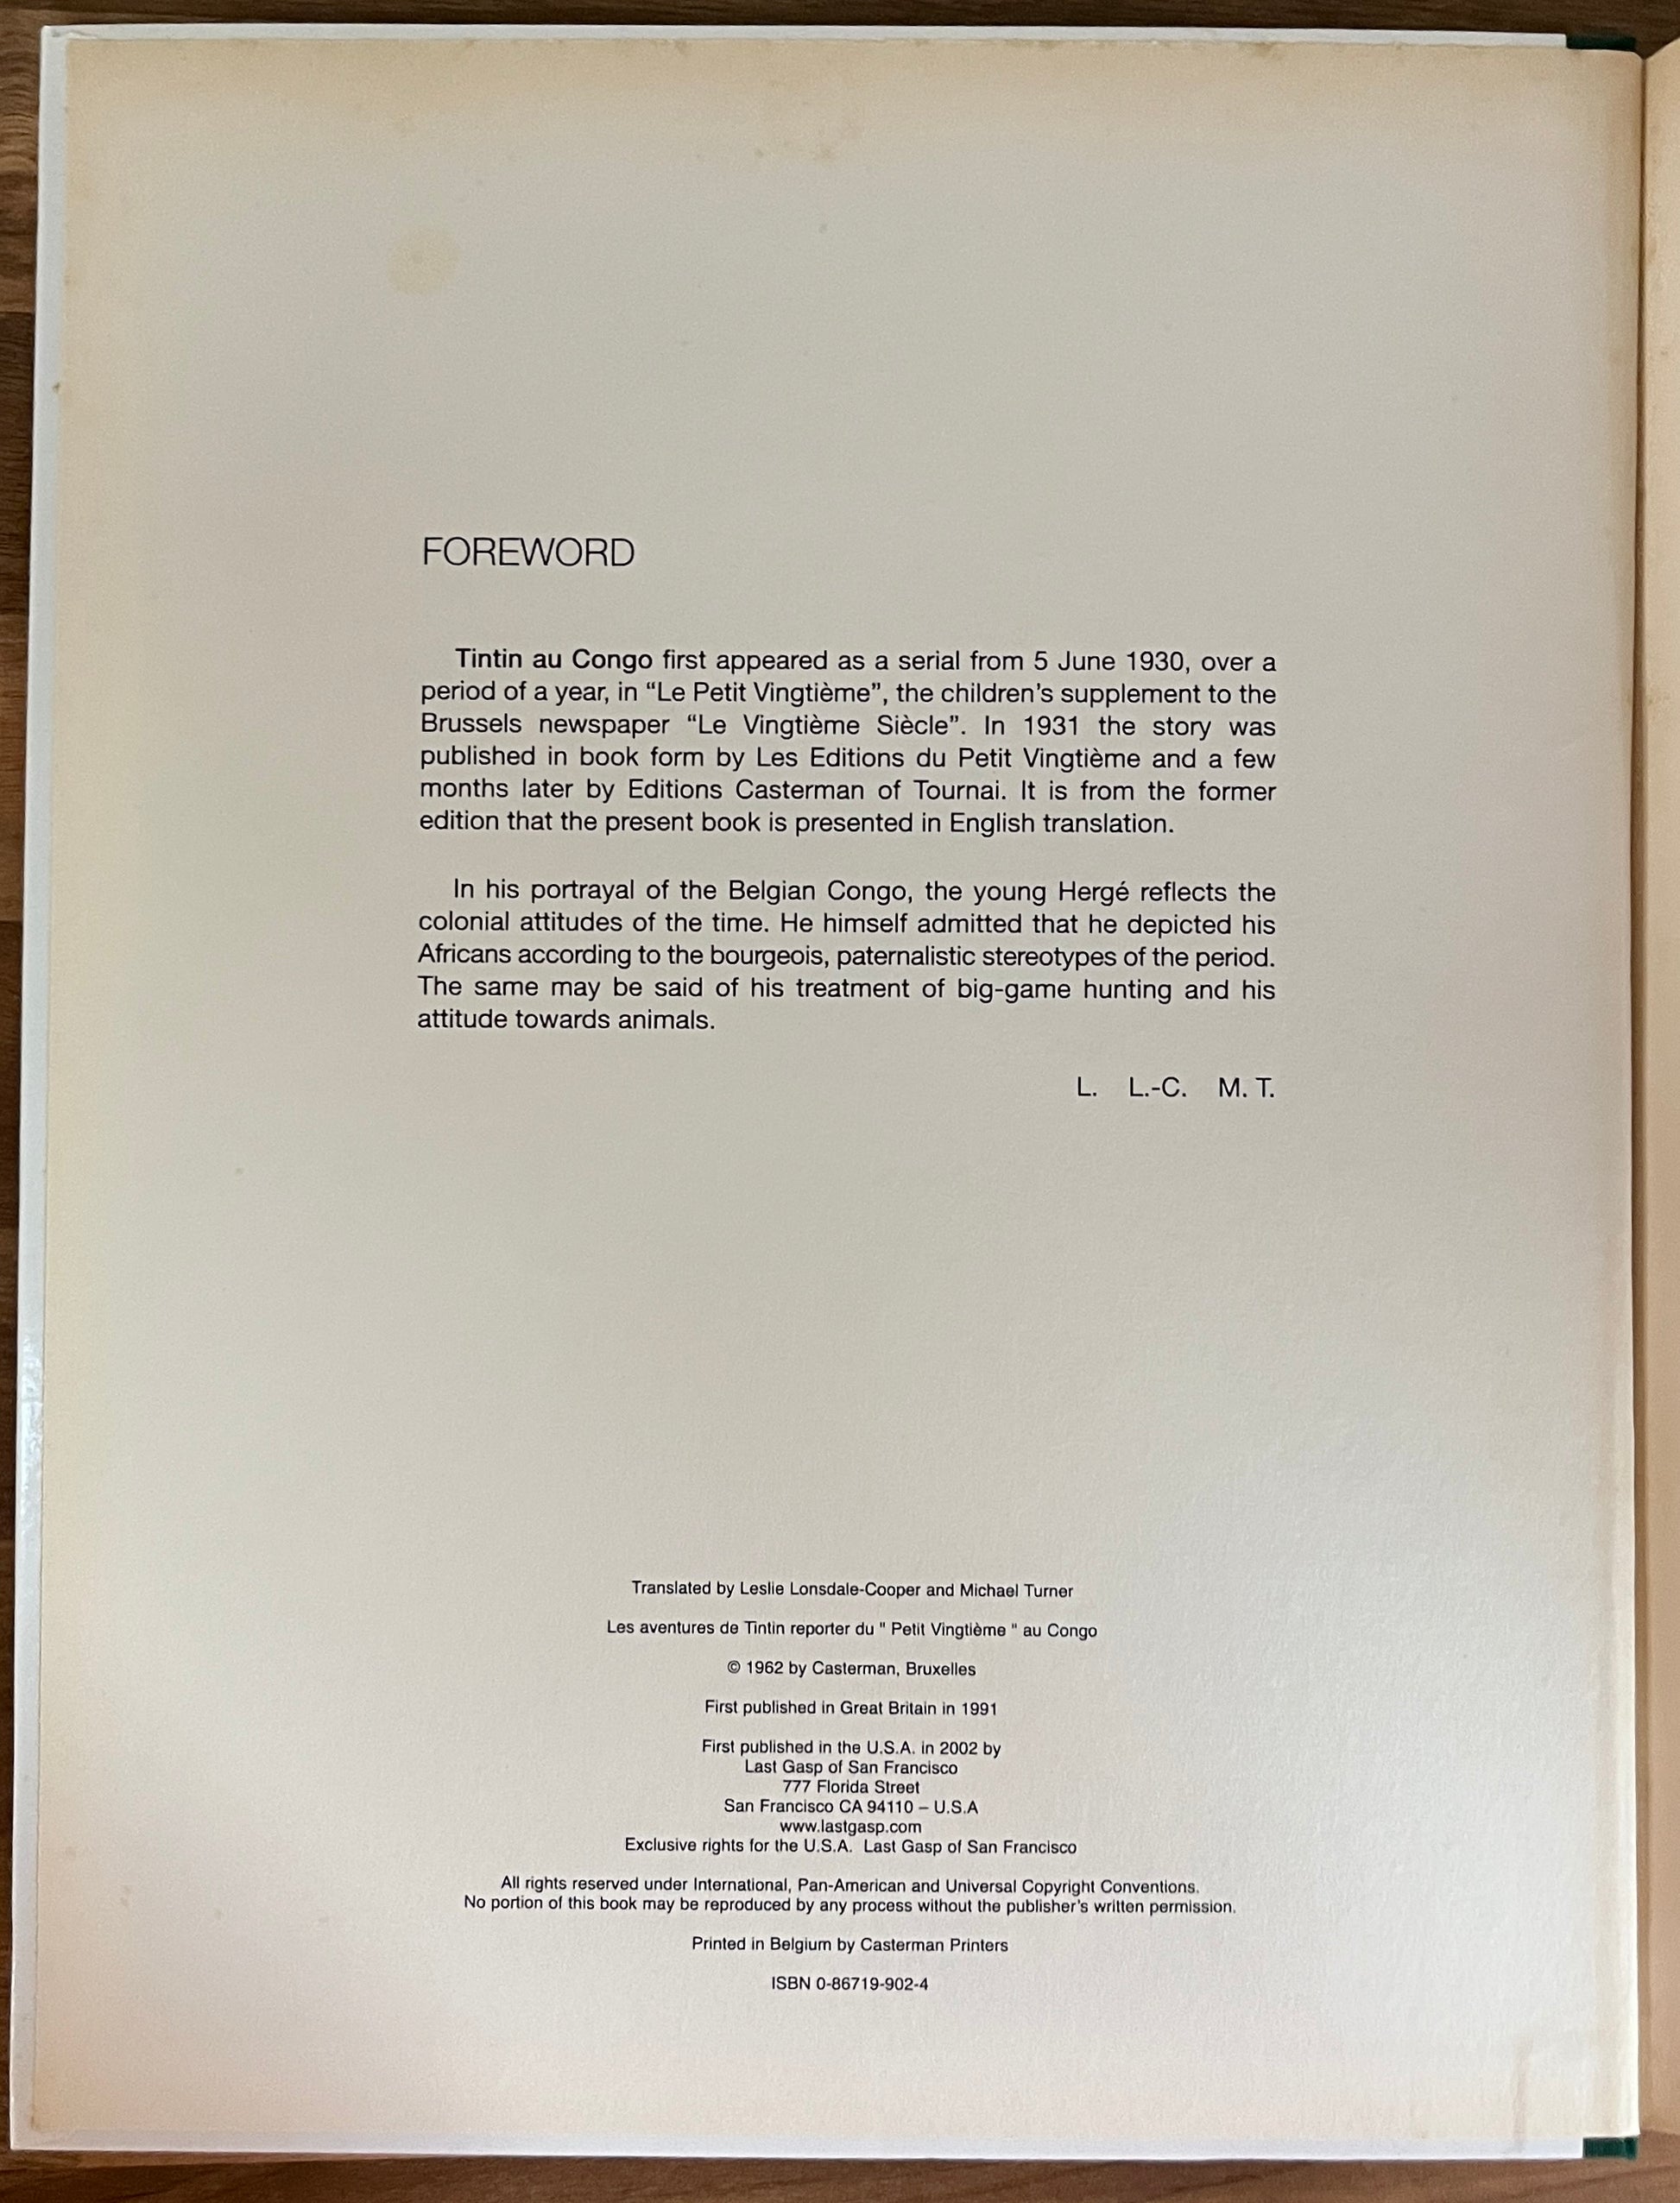 FOREWORD
Tintin au Congo first appeared as a serial from 5 June 1930, over a
period of a year, in “Le Petit Vingtième”, the children’s supplement to the
Brussels newspaper “Le Vingtième Siècle”. In 1931 the story was
published in book form by Les Editions du Petit Vingtième and a few
months later by Editions Casterman of Tournai. It is from the former
edition that the present book is presented in English translation.
In his portrayal of the Belgian Congo, the young Hergé reflects the
colonial attitudes of the time. He himself admitted that he depicted his
Africans according to the bourgeois, paternalistic stereotypes of the period.
The same may be said of his treatment of big-game hunting and his
attitude towards animals.
L. L.-C. M. T.
Translated by Leslie Lonsdale-Cooper and Michael Turner
Les aventures de Tintin reporter du " Petit Vingtième " au Congo
© 1962 by Casterman, Bruxelles
First published in Great Britain in 1991
First published in the U.S.A. in 2002 by
Last Gasp of San Francisco
777 Florida Street
San Francisco CA 94110 – U.S.A
www.lastgasp.com
Exclusive rights for the U.S.A. Last Gasp of San Francisco
All rights reserved under International, Pan-American and Universal Copyright Conventions.
No portion of this book may be reproduced by any process without the publisher’s written permission.
Printed in Belgium by Casterman Printers
ISBN 0-86719-902-4